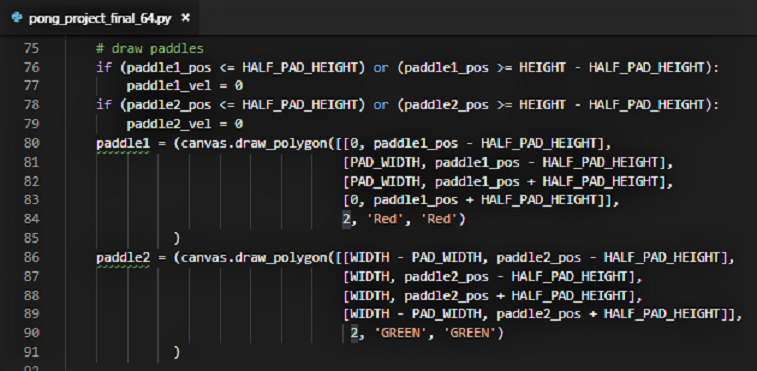 pong_project_final_64.py ×
75 # draw paddles
76 if (paddle1_pos <= HALF_PAD_HEIGHT) or (paddle1_pos >= HEIGHT - HALF_PAD_HEIGHT):
77 paddle1_vel = 0
78 if (paddle2_pos <= HALF_PAD_HEIGHT) or (paddle2_pos >= HEIGHT - HALF_PAD_HEIGHT):
79 paddle2_vel = 0
80 paddle1 = (canvas.draw_polygon([[0, paddle1_pos - HALF_PAD_HEIGHT],
81 [PAD_WIDTH, paddle1_pos - HALF_PAD_HEIGHT],
82 [PAD_WIDTH, paddle1_pos + HALF_PAD_HEIGHT],
83 [0, paddle1_pos + HALF_PAD_HEIGHT]],
84 2, 'Red', 'Red')
85 )
86 paddle2 = (canvas.draw_polygon([[WIDTH - PAD_WIDTH, paddle2_pos - HALF_PAD_HEIGHT],
87 [WIDTH, paddle2_pos - HALF_PAD_HEIGHT],
88 [WIDTH, paddle2_pos + HALF_PAD_HEIGHT],
89 [WIDTH - PAD_WIDTH, paddle2_pos + HALF_PAD_HEIGHT]],
90 2, 'GREEN', 'GREEN')
91 )
92